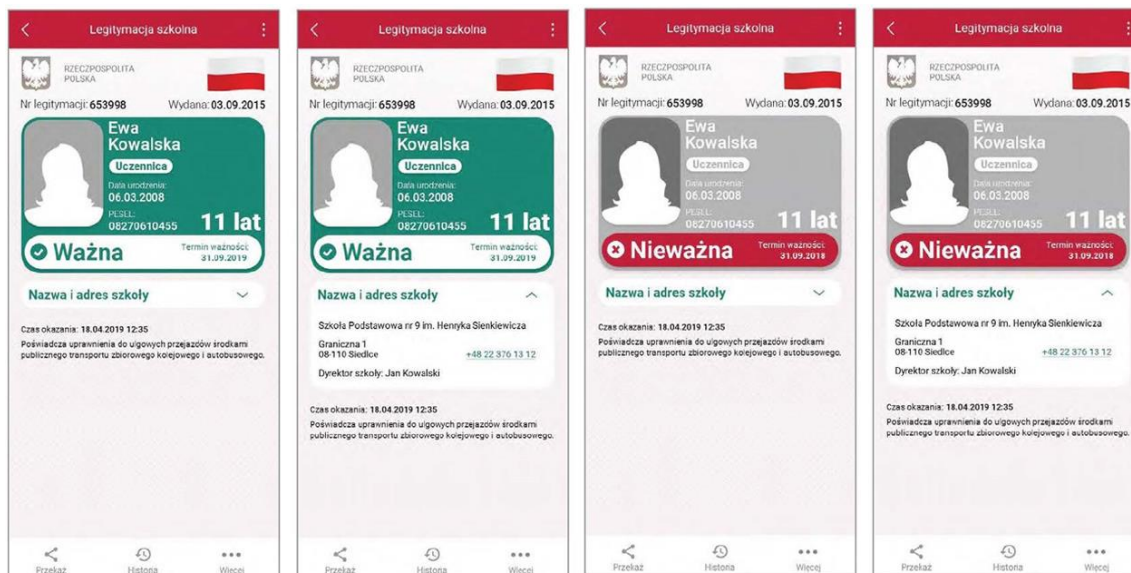 Legitymacja szkolna
RZECZPOSPOLITA
POLSKA
Nr legitymacji: 653998 Wydana: 03.09.2015
Ewa
Kowalska
Uczennica
Data urodzenia:
06.03.2008
PESEL:
08270610455
11 lat
Ważna
Termin ważności:
31.09.2019
Nazwa i adres szkoły
Czas okazania: 18.04.2019 12:35
Poświadcza uprawnienia do ulgowych przejazdów środkami
publicznego transportu zbiorowego kolejowego i autobusowego.
Przekaż Historia Więcej
Legitymacja szkolna
RZECZPOSPOLITA
POLSKA
Nr legitymacji: 653998 Wydana: 03.09.2015
Ewa
Kowalska
Uczennica
Data urodzenia:
06.03.2008
PESEL:
08270610455
11 lat
Ważna
Termin ważności:
31.09.2019
Nazwa i adres szkoły
Szkoła Podstawowa nr 9 im. Henryka Sienkiewicza
Graniczna 1
08-110 Siedlce +48 22 376 13 12
Dyrektor szkoły: Jan Kowalski
Czas okazania: 18.04.2019 12:35
Poświadcza uprawnienia do ulgowych przejazdów środkami
publicznego transportu zbiorowego kolejowego i autobusowego.
Przekaż Historia Więcej
Legitymacja szkolna
RZECZPOSPOLITA
POLSKA
Nr legitymacji: 653998 Wydana: 03.09.2015
Ewa
Kowalska
Uczennica
Data urodzenia:
06.03.2008
PESEL:
08270610455
11 lat
Nieważna
Termin ważności:
31.09.2018
Nazwa i adres szkoły
Czas okazania: 18.04.2019 12:35
Poświadcza uprawnienia do ulgowych przejazdów środkami
publicznego transportu zbiorowego kolejowego i autobusowego.
Przekaż Historia Więcej
Legitymacja szkolna
RZECZPOSPOLITA
POLSKA
Nr legitymacji: 653998 Wydana: 03.09.2015
Ewa
Kowalska
Uczennica
Data urodzenia:
06.03.2008
PESEL:
08270610455
11 lat
Nieważna
Termin ważności:
31.09.2018
Nazwa i adres szkoły
Szkoła Podstawowa nr 9 im. Henryka Sienkiewicza
Graniczna 1
08-110 Siedlce +48 22 376 13 12
Dyrektor szkoły: Jan Kowalski
Czas okazania: 18.04.2019 12:35
Poświadcza uprawnienia do ulgowych przejazdów środkami
publicznego transportu zbiorowego kolejowego i autobusowego.
Przekaż Historia Więcej